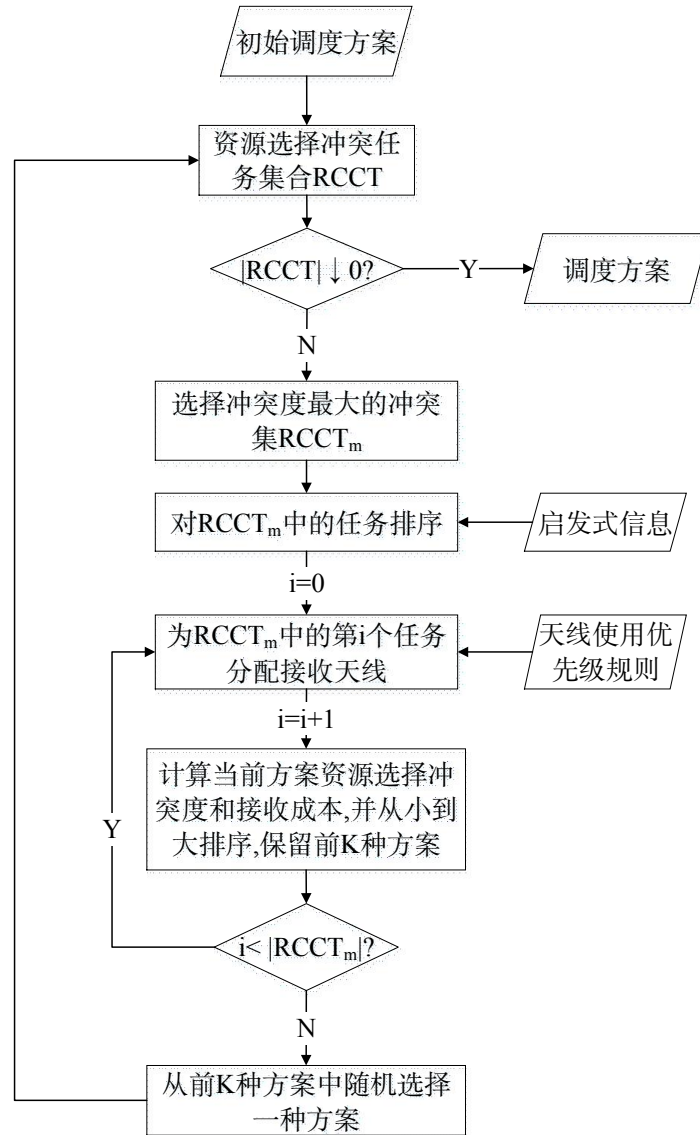 初始调度方案
资源选择冲突任
务集合RCCT
|RCCT|↓0?
Y
调度方案
N
选择冲突度最大的冲突
集RCCTm
对RCCTm中的任务排序
启发式信息
i=0
为RCCTm中的第i个任务
分配接收天线
天线使用优
先级规则
i=i+1
计算当前方案资源选择冲
突度和接收成本,并从小到
大排序,保留前K种方案
Y
i< |RCCTm|?
N
从前K种方案中随机选择
一种方案